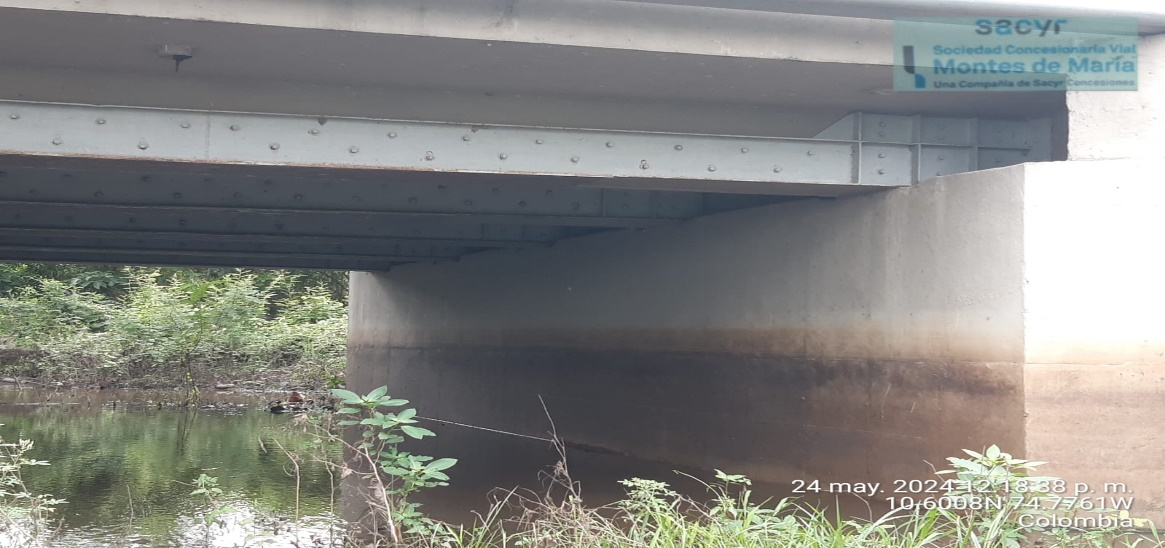 sacyr
Sociedad Concesionaria Vial
Montes de María
Una Compañía de Sacyr Concesiones
24 may. 2024 12:18:38 p. m.
10.6008N 74.7761W
Colombia